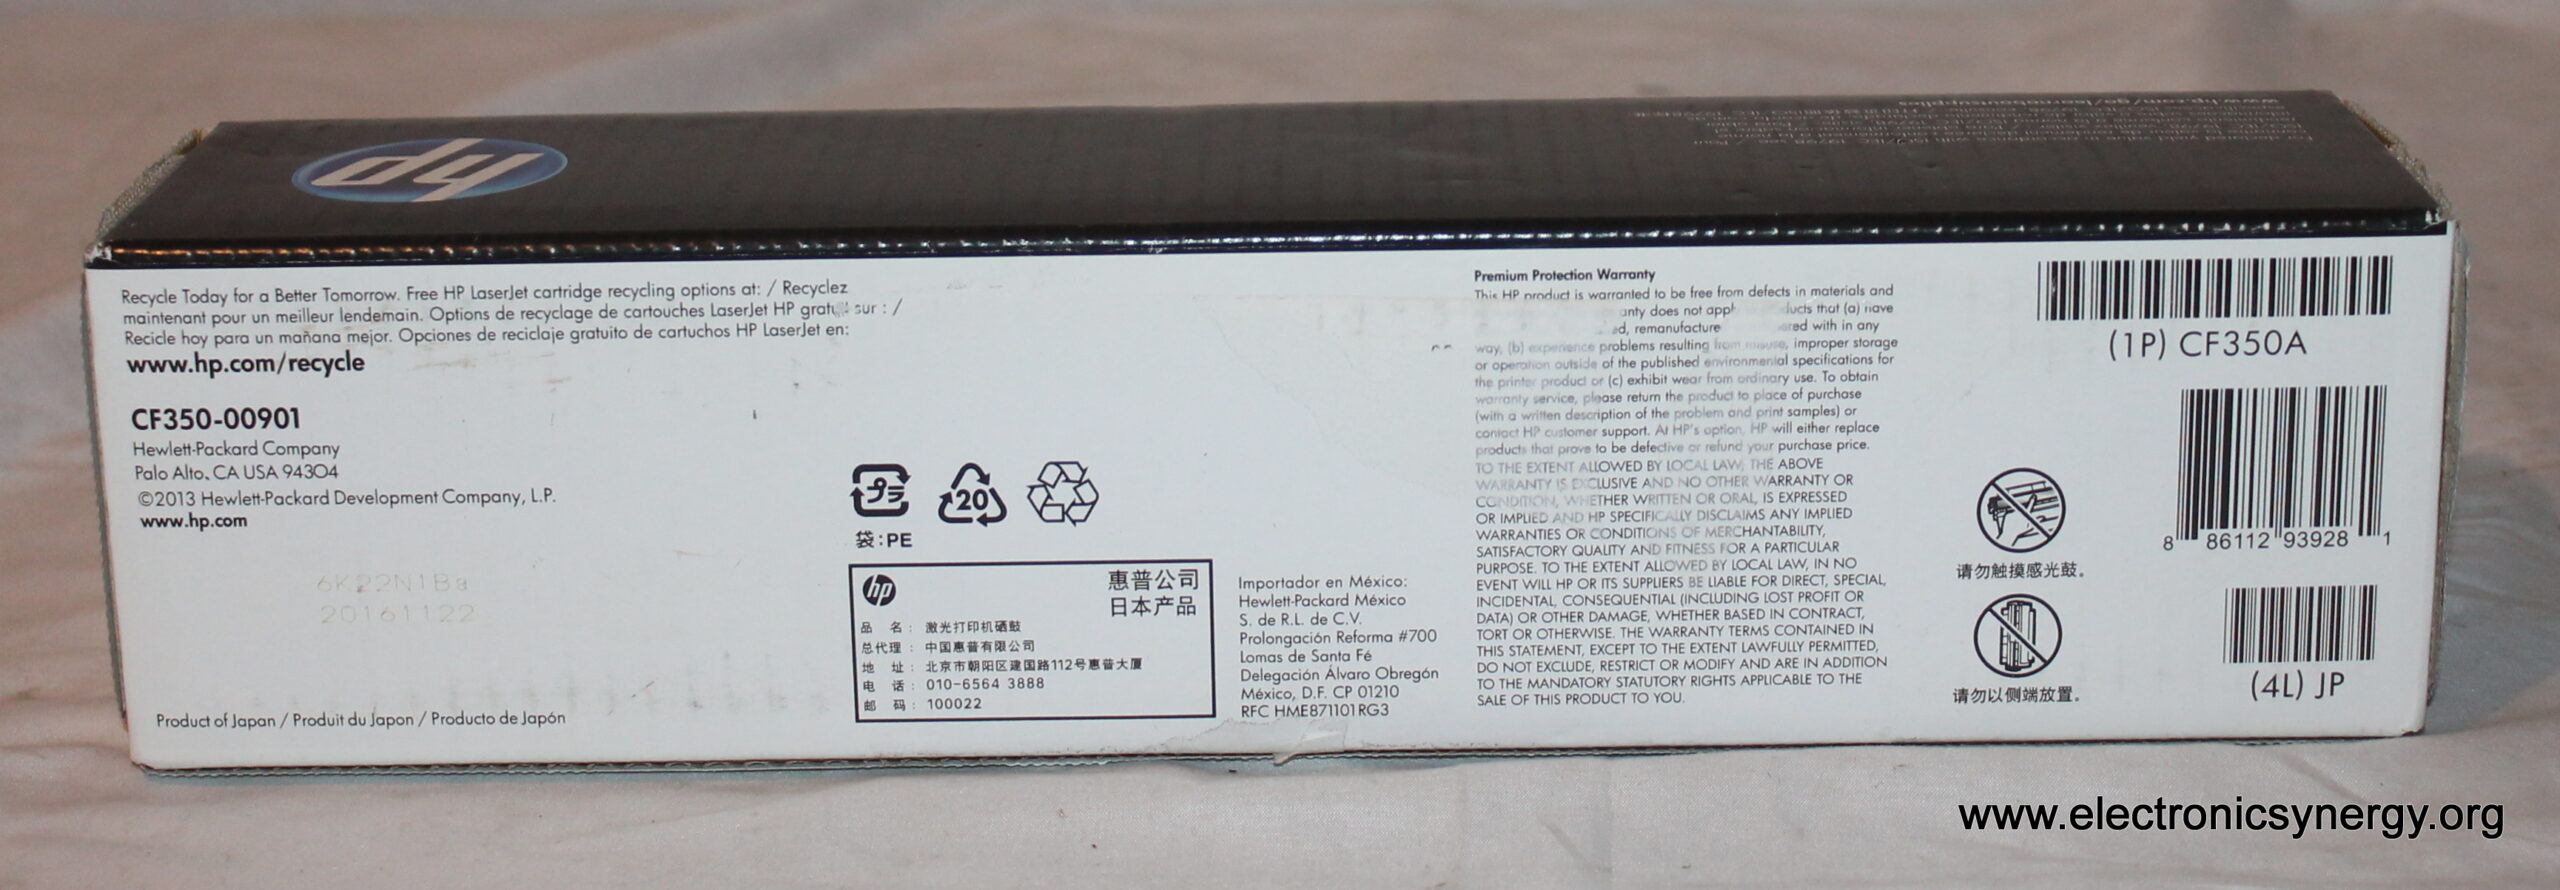 hp
www.hp.com/go/learnaboutsupplies
Recycle Today for a Better Tomorrow. Free HP LaserJet cartridge recycling options at: / Recyclez
maintenant pour un meilleur lendemain. Options de recyclage de cartouches LaserJet HP sur : /
Recicle hoy para un mañana mejor. Opciones de reciclaje gratuito de cartuchos HP LaserJet en:
www.hp.com/recycle
CF350-00901
Hewlett-Packard Company
Palo Alto, CA USA 94304
©2013 Hewlett-Packard Development Company, L.P.
www.hp.com
6K22N1Ba
20161122
Product of Japan / Produit du Japon / Producto de Japón
プラ
20
袋:PE
hp
惠普公司
日本产品
品 名: 激光打印机硒鼓
总代理: 中国惠普有限公司
地 址: 北京市朝阳区建国路112号惠普大厦
电 话: 010-6564 3888
邮 码: 100022
Importador en México:
Hewlett-Packard México
S. de R.L. de C.V.
Prolongación Reforma #700
Lomas de Santa Fé
Delegación Álvaro Obregón
México, D.F. CP 01210
RFC HME871101RG3
Premium Protection Warranty
This HP product is warranted to be free from defects in materials and
does not that (a) have
with in any
way, (b) experience problems resulting from misuse, improper storage
or operation outside of the published environmental specifications for
the printer product or (c) exhibit wear from ordinary use. To obtain
warranty service, please return the product to place of purchase
(with a written description of the problem and print samples) or
contact HP customer support. At HP's option, HP will either replace
products that prove to be defective or refund your purchase price.
TO THE EXTENT ALLOWED BY LOCAL LAW, THE ABOVE
WARRANTY IS EXCLUSIVE AND NO OTHER WARRANTY OR
CONDITION, WHETHER WRITTEN OR ORAL, IS EXPRESSED
OR IMPLIED AND HP SPECIFICALLY DISCLAIMS ANY IMPLIED
WARRANTIES OR CONDITIONS OF MERCHANTABILITY,
SATISFACTORY QUALITY AND FITNESS FOR A PARTICULAR
PURPOSE. TO THE EXTENT ALLOWED BY LOCAL LAW, IN NO
EVENT WILL HP OR ITS SUPPLIERS BE LIABLE FOR DIRECT, SPECIAL,
INCIDENTAL, CONSEQUENTIAL (INCLUDING LOST PROFIT OR
DATA) OR OTHER DAMAGE, WHETHER BASED IN CONTRACT,
TORT OR OTHERWISE. THE WARRANTY TERMS CONTAINED IN
THIS STATEMENT, EXCEPT TO THE EXTENT LAWFULLY PERMITTED,
DO NOT EXCLUDE, RESTRICT OR MODIFY AND ARE IN ADDITION
TO THE MANDATORY STATUTORY RIGHTS APPLICABLE TO THE
SALE OF THIS PRODUCT TO YOU.
请勿触摸感光鼓。
请勿以侧端放置。
(1P) CF350A
8 86112 93928 1
(4L) JP
www.electronicsynergy.org